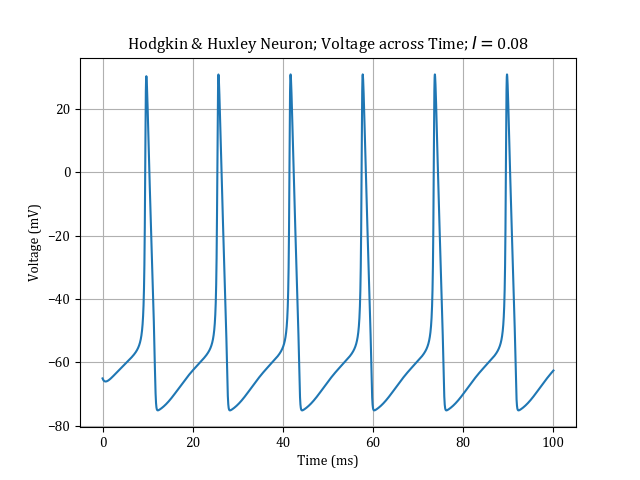 Hodgkin & Huxley Neuron; Voltage across Time; I = 0.08
20
0
−20
−40
−60
−80
Voltage (mV)
0 20 40 60 80 100
Time (ms)